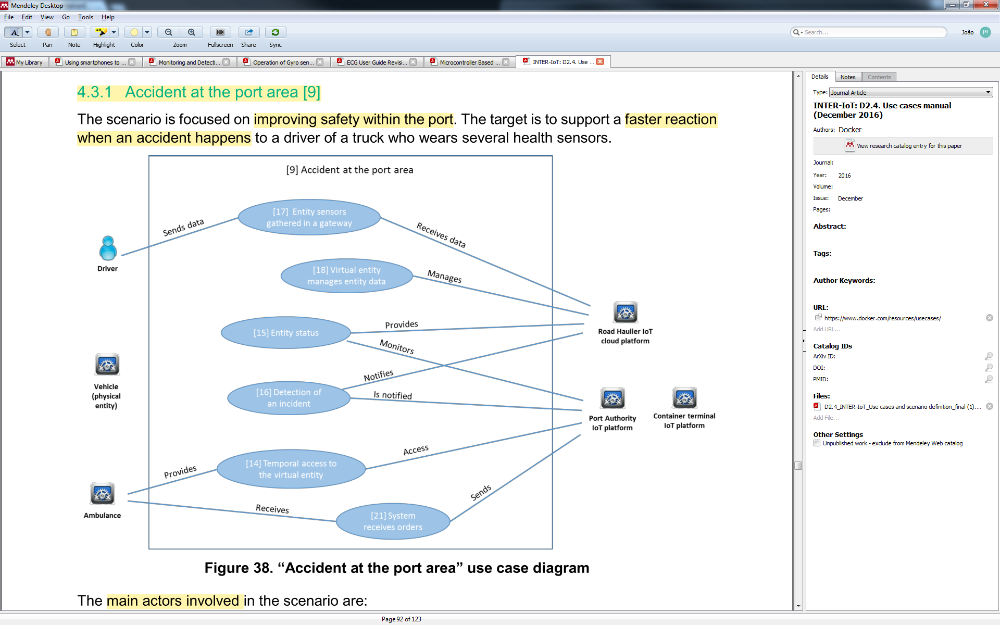 Mendeley Desktop
File Edit View Go Tools Help
Select Pan Note Highlight Color Zoom Fullscreen Share Sync
Search...
João JM
My Library
Using smartphones to ...
Monitoring and Detecti...
Operation of Gyro sen...
ECG User Guide Revisi...
Microcontroller Based ...
INTER-IoT: D2.4. Use ...
4.3.1 Accident at the port area [9]
The scenario is focused on improving safety within the port. The target is to support a faster reaction
when an accident happens to a driver of a truck who wears several health sensors.
[9] Accident at the port area
[17] Entity sensors
gathered in a gateway
Sends data
Receives data
Driver
[18] Virtual entity
manages entity data
Manages
Road Haulier IoT
cloud platform
[15] Entity status
Provides
Monitors
Vehicle
(physical
entity)
Notifies
[16] Detection of
an incident
Is notified
Port Authority
IoT platform
Container terminal
IoT platform
[14] Temporal access to
the virtual entity
Access
Provides
Ambulance
Receives
Sends
[21] System
receives orders
Figure 38. “Accident at the port area” use case diagram
The main actors involved in the scenario are:
Page 92 of 123
Details Notes Contents
Type: Journal Article
INTER-IoT: D2.4. Use cases manual
(December 2016)
Authors: Docker
View research catalog entry for this paper
Journal:
Year: 2016
Volume:
Issue: December
Pages:
Abstract:
Tags:
Author Keywords:
URL:
https://www.docker.com/resources/usecases/
Add URL...
Catalog IDs
ArXiv ID:
DOI:
PMID:
Files:
D2.4_INTER-IoT_Use cases and scenario definition_final (1)....
Add File...
Other Settings
Unpublished work - exclude from Mendeley Web catalog